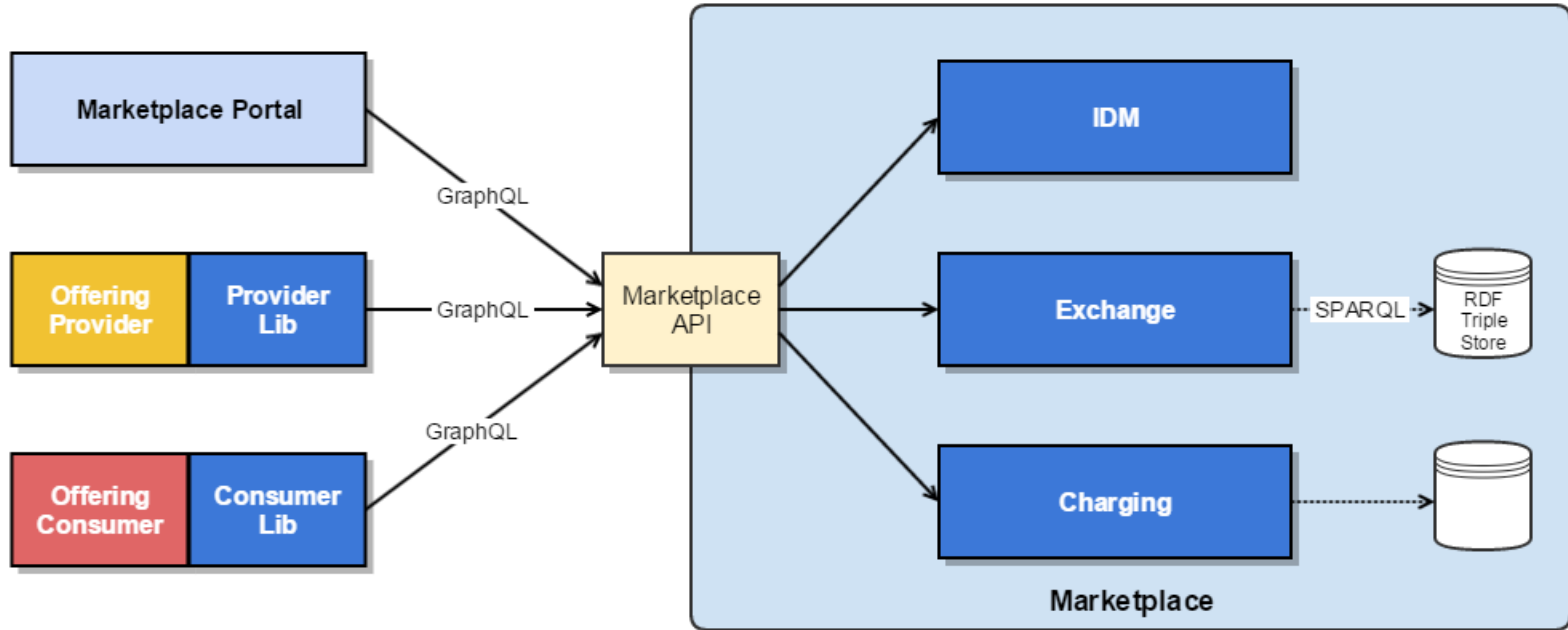 Marketplace Portal
IDM
GraphQL
Offering
Provider
Provider
Lib
GraphQL
Marketplace
API
Exchange
SPARQL
RDF
Triple
Store
GraphQL
Offering
Consumer
Consumer
Lib
Charging
Marketplace